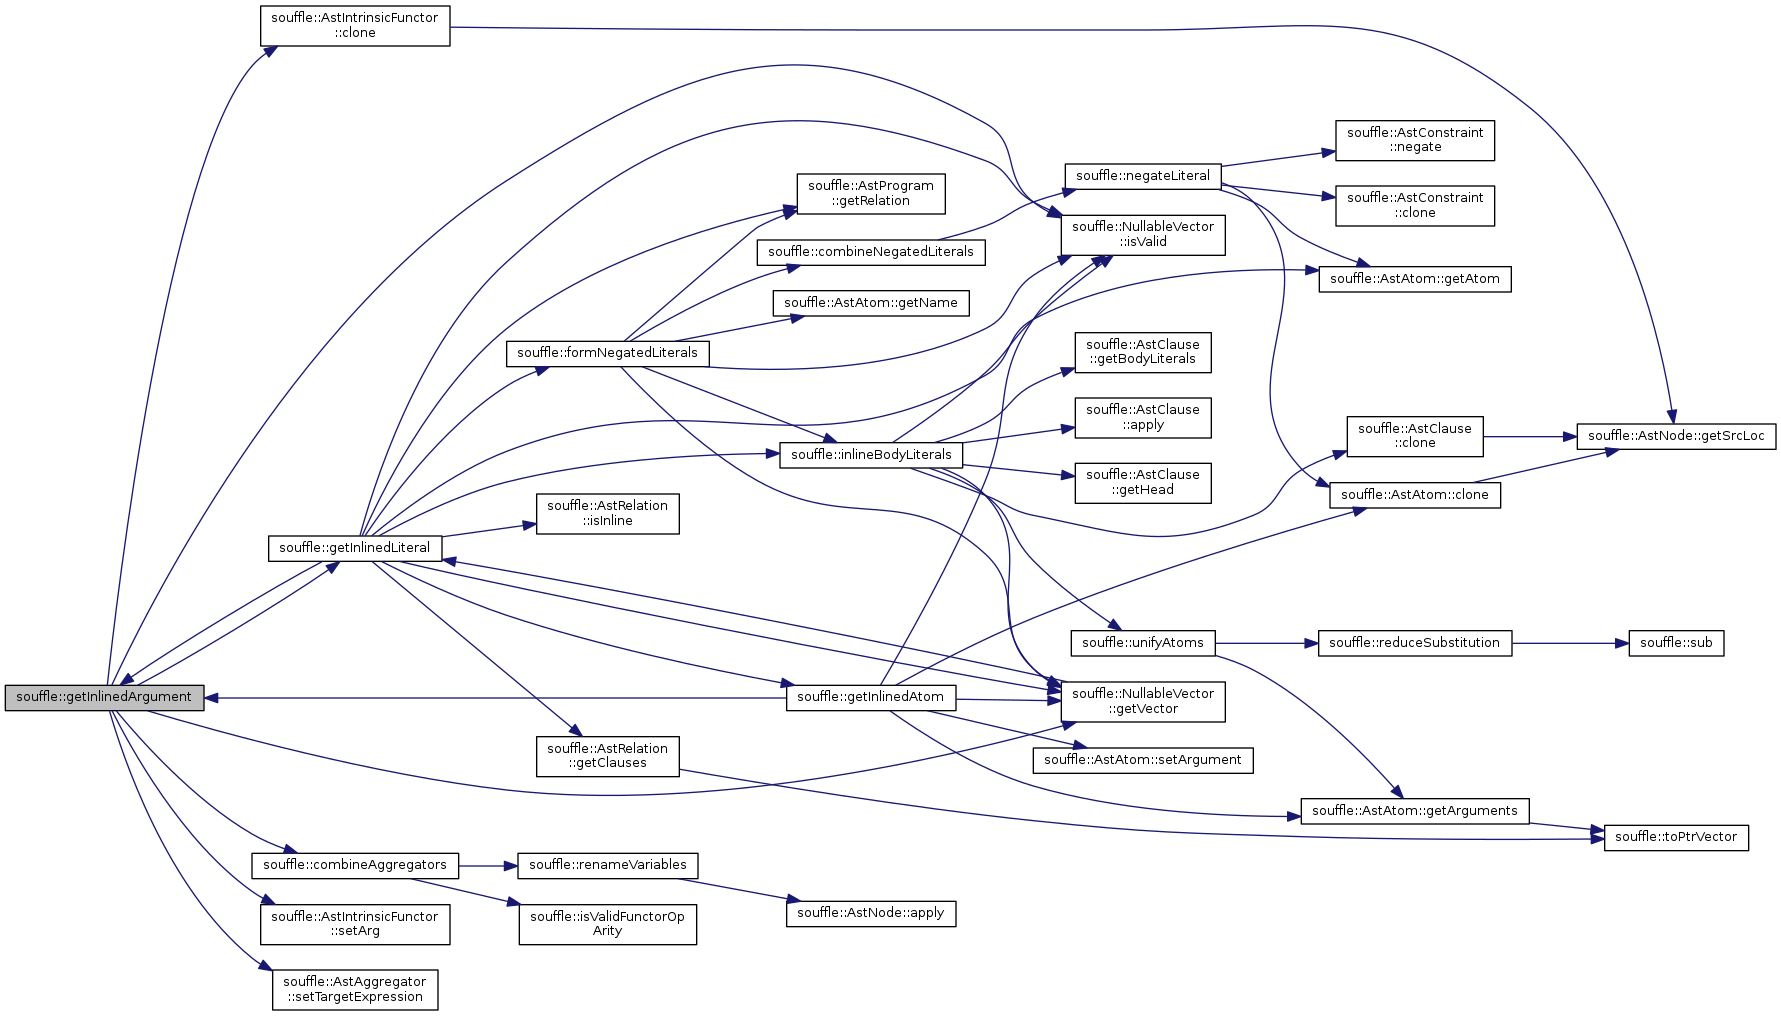 souffle::AstIntrinsicFunctor
::clone
souffle::AstConstraint
::negate
souffle::negateLiteral
souffle::AstProgram
::getRelation
souffle::AstConstraint
::clone
souffle::NullableVector
::isValid
souffle::combineNegatedLiterals
souffle::AstAtom::getAtom
souffle::AstAtom::getName
souffle::formNegatedLiterals
souffle::AstClause
::getBodyLiterals
souffle::AstClause
::apply
souffle::AstClause
::clone
souffle::AstNode::getSrcLoc
souffle::inlineBodyLiterals
souffle::AstClause
::getHead
souffle::AstAtom::clone
souffle::AstRelation
::isInline
souffle::getInlinedLiteral
souffle::unifyAtoms
souffle::reduceSubstitution
souffle::sub
souffle::getInlinedArgument
souffle::getInlinedAtom
souffle::NullableVector
::getVector
souffle::AstRelation
::getClauses
souffle::AstAtom::setArgument
souffle::AstAtom::getArguments
souffle::toPtrVector
souffle::combineAggregators
souffle::renameVariables
souffle::AstIntrinsicFunctor
::setArg
souffle::isValidFunctorOp
Arity
souffle::AstNode::apply
souffle::AstAggregator
::setTargetExpression